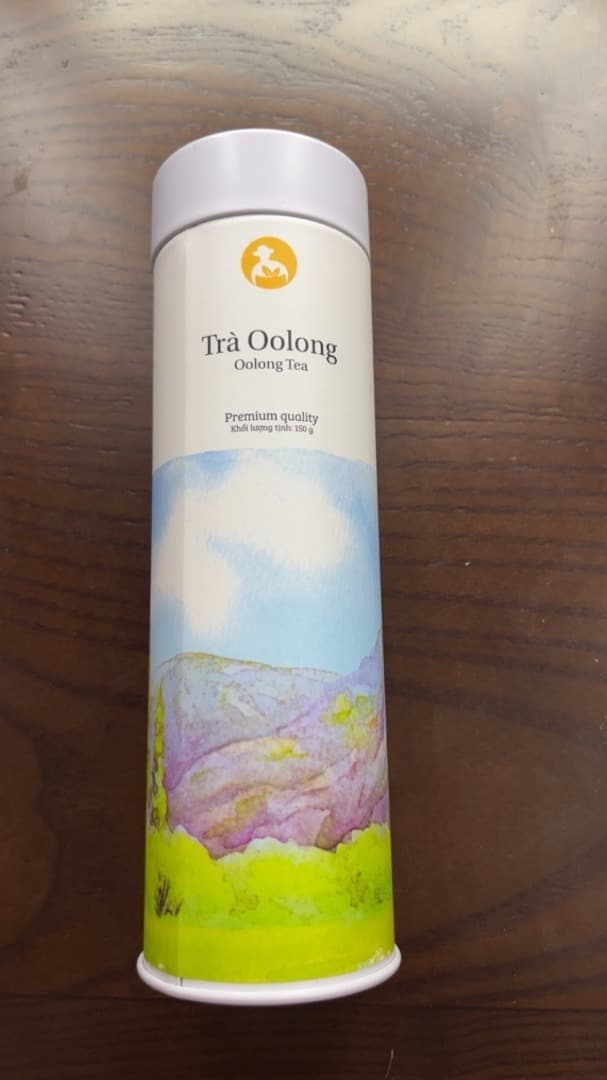 Trà Oolong
Oolong Tea
Premium quality
Khối lượng tịnh: 150 g